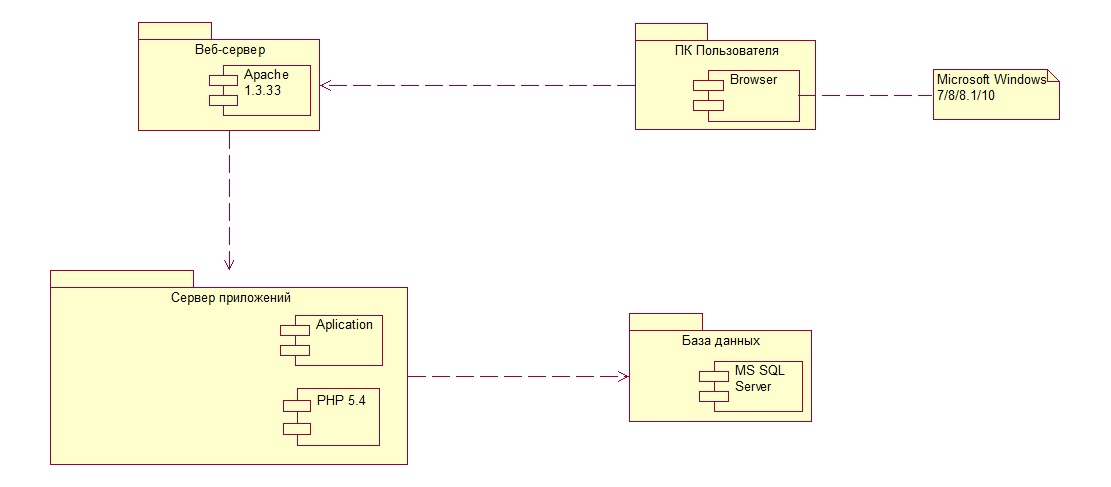 Веб-сервер
Apache
1.3.33
ПК Пользователя
Browser
Microsoft Windows
7/8/8.1/10
Сервер приложений
Aplication
PHP 5.4
База данных
MS SQL
Server